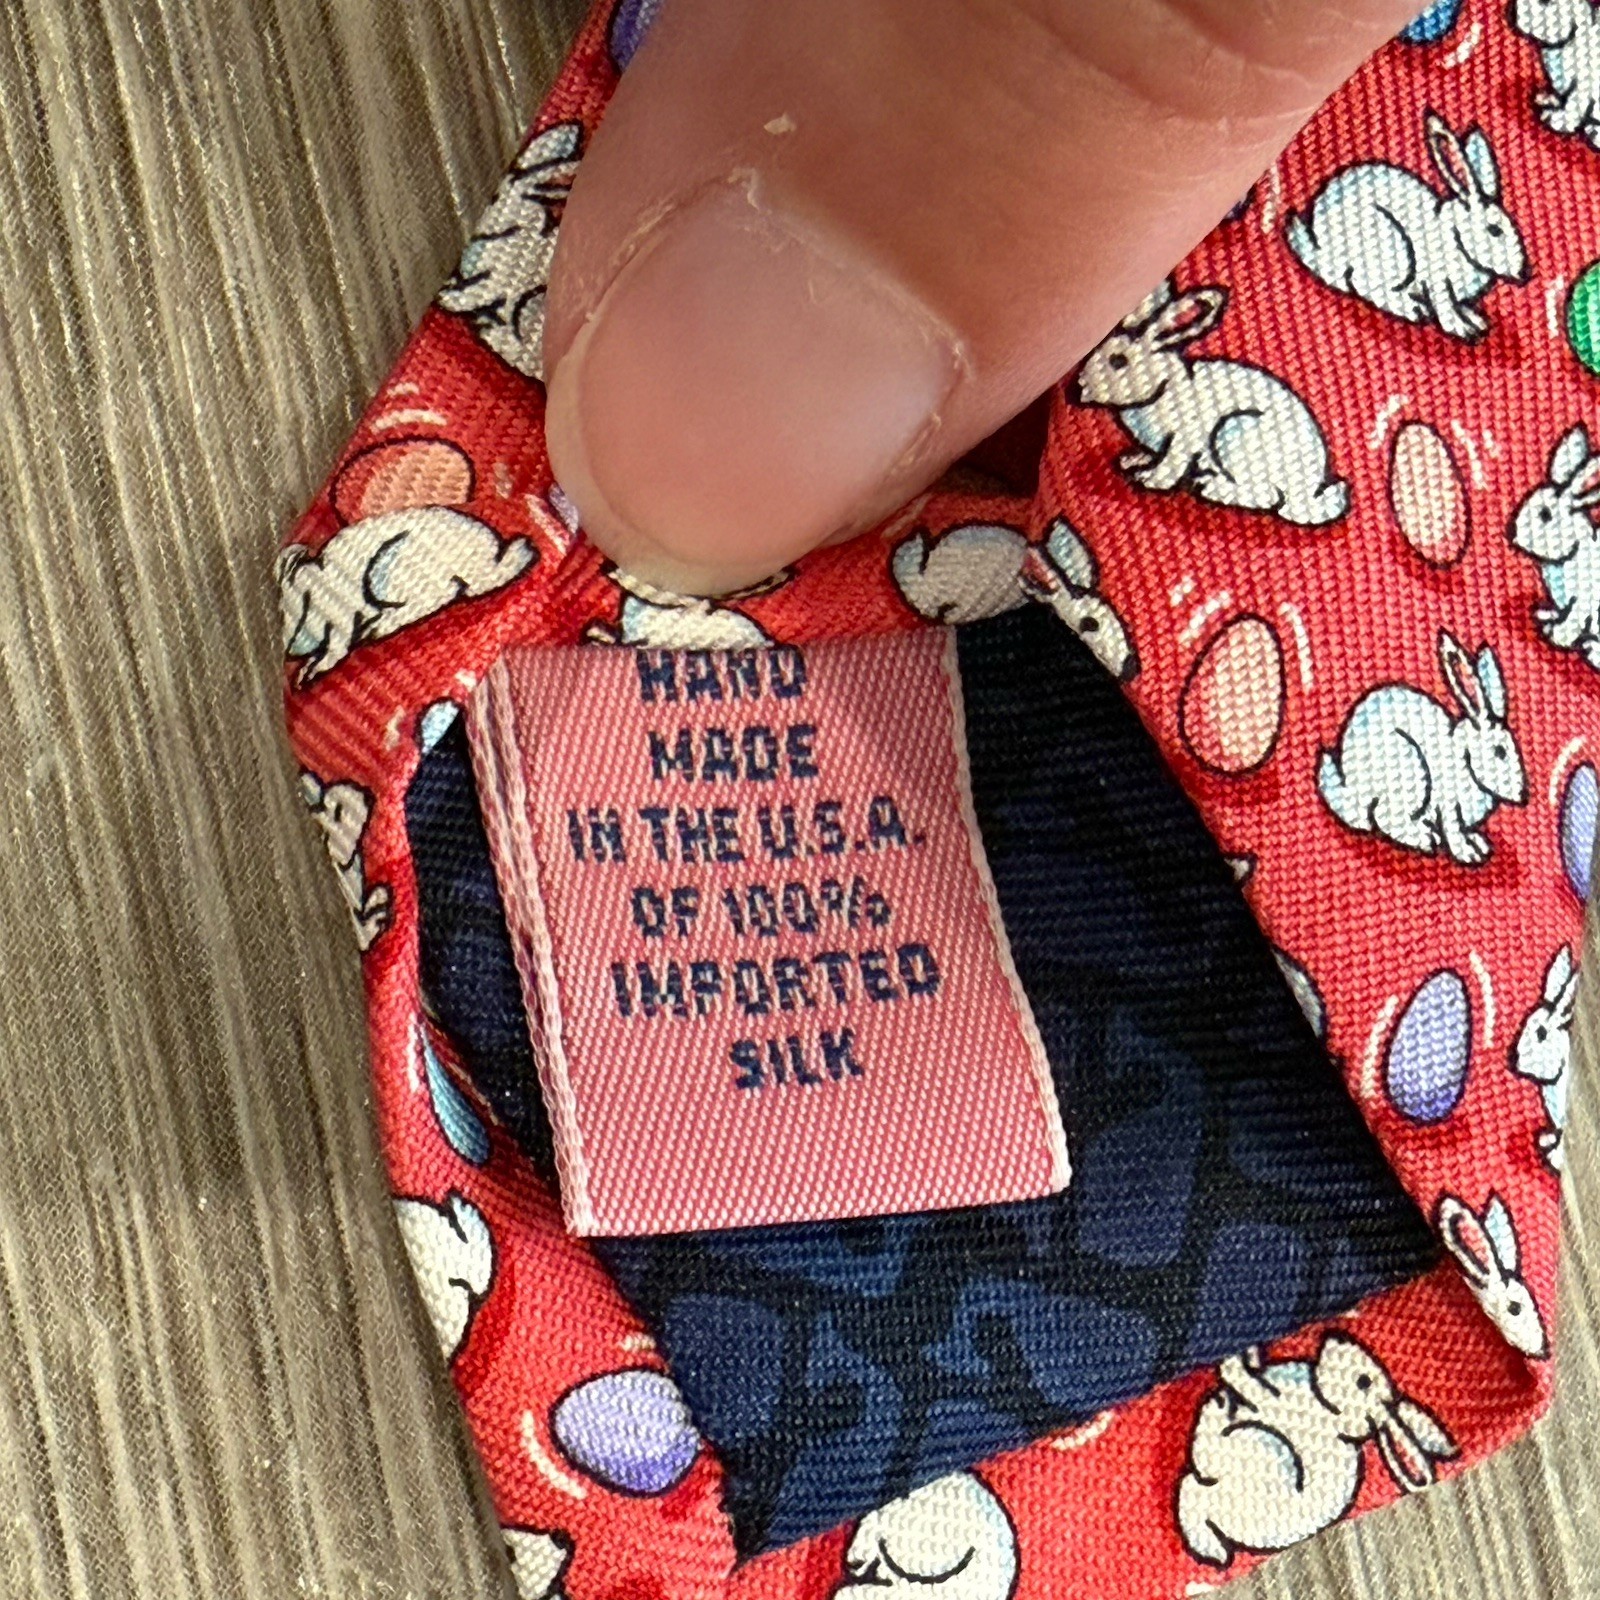 HAND
MADE
IN THE U.S.A.
OF 100%
IMPORTED
SILK